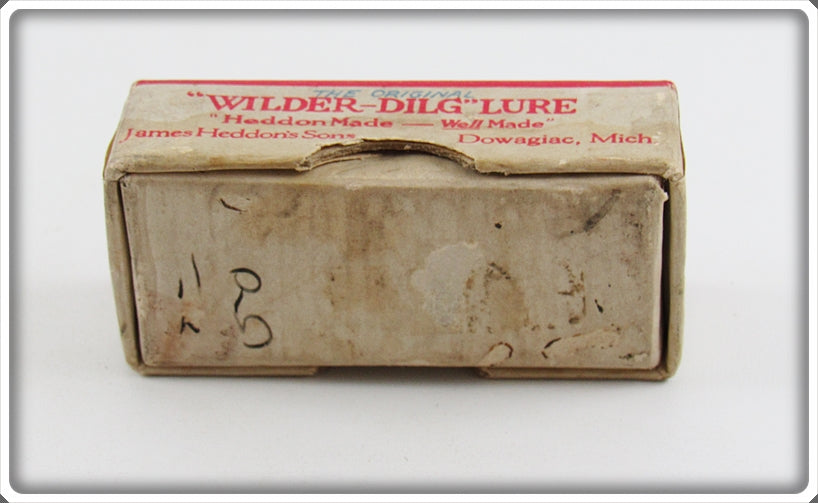 THE ORIGINAL
"WILDER-DILG" LURE
"Heddon Made — Well Made"
James Heddon's Sons Dowagiac, Mich.